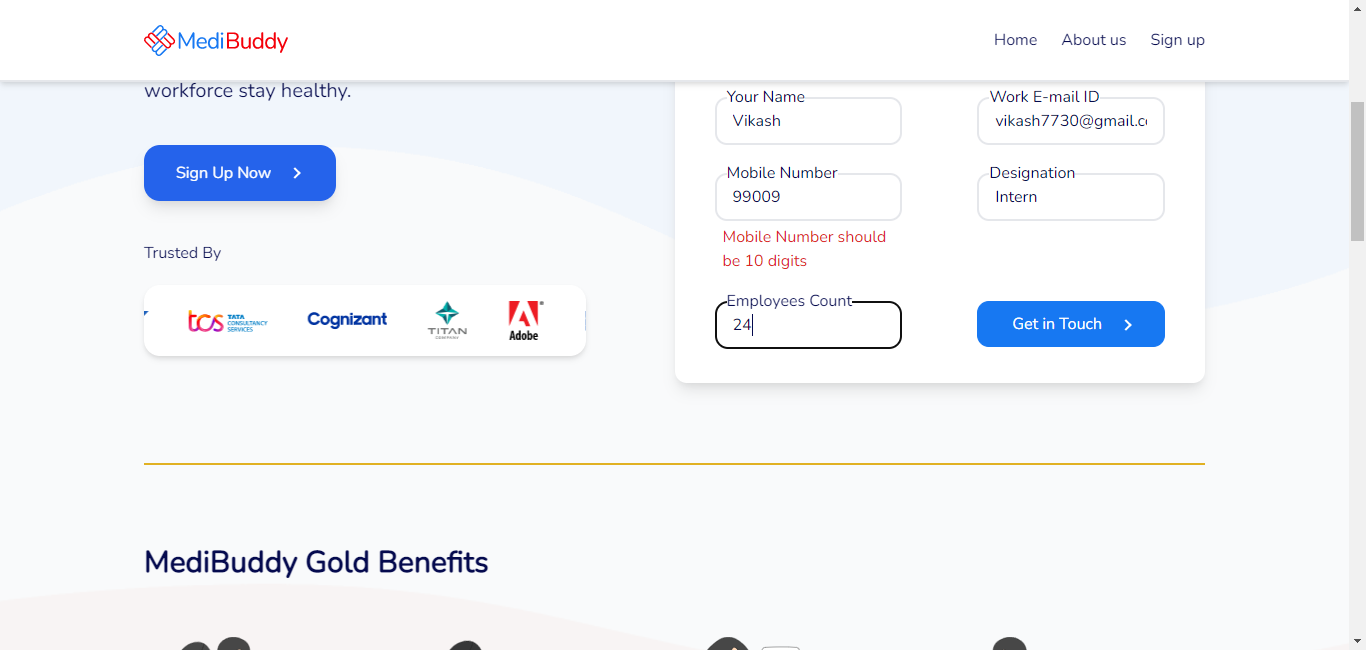 MediBuddy
Home
About us
Sign up
workforce stay healthy.
Sign Up Now
Trusted By
tcs TATA
CONSULTANCY
SERVICES
Cognizant
TITAN
COMPANY
Adobe
Your Name
Vikash
Work E-mail ID
vikash7730@gmail.c
Mobile Number
99009
Designation
Intern
Mobile Number should
be 10 digits
Employees Count
24
Get in Touch
MediBuddy Gold Benefits